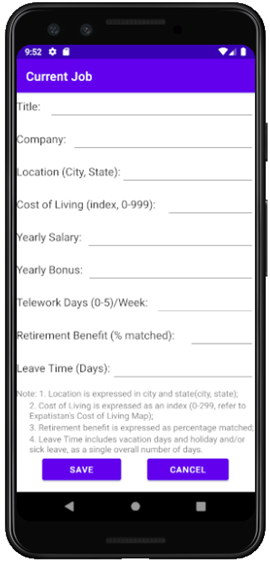 9:52
Current Job
Title:
Company:
Location (City, State):
Cost of Living (index, 0-999):
Yearly Salary:
Yearly Bonus:
Telework Days (0-5)/Week:
Retirement Benefit (% matched):
Leave Time (Days):
Note: 1. Location is expressed in city and state(city, state);
2. Cost of Living is expressed as an index (0-299, refer to
Expatistan's Cost of Living Map);
3. Retirement benefit is expressed as percentage matched;
4. Leave Time includes vacation days and holiday and/or
sick leave, as a single overall number of days.
SAVE
CANCEL